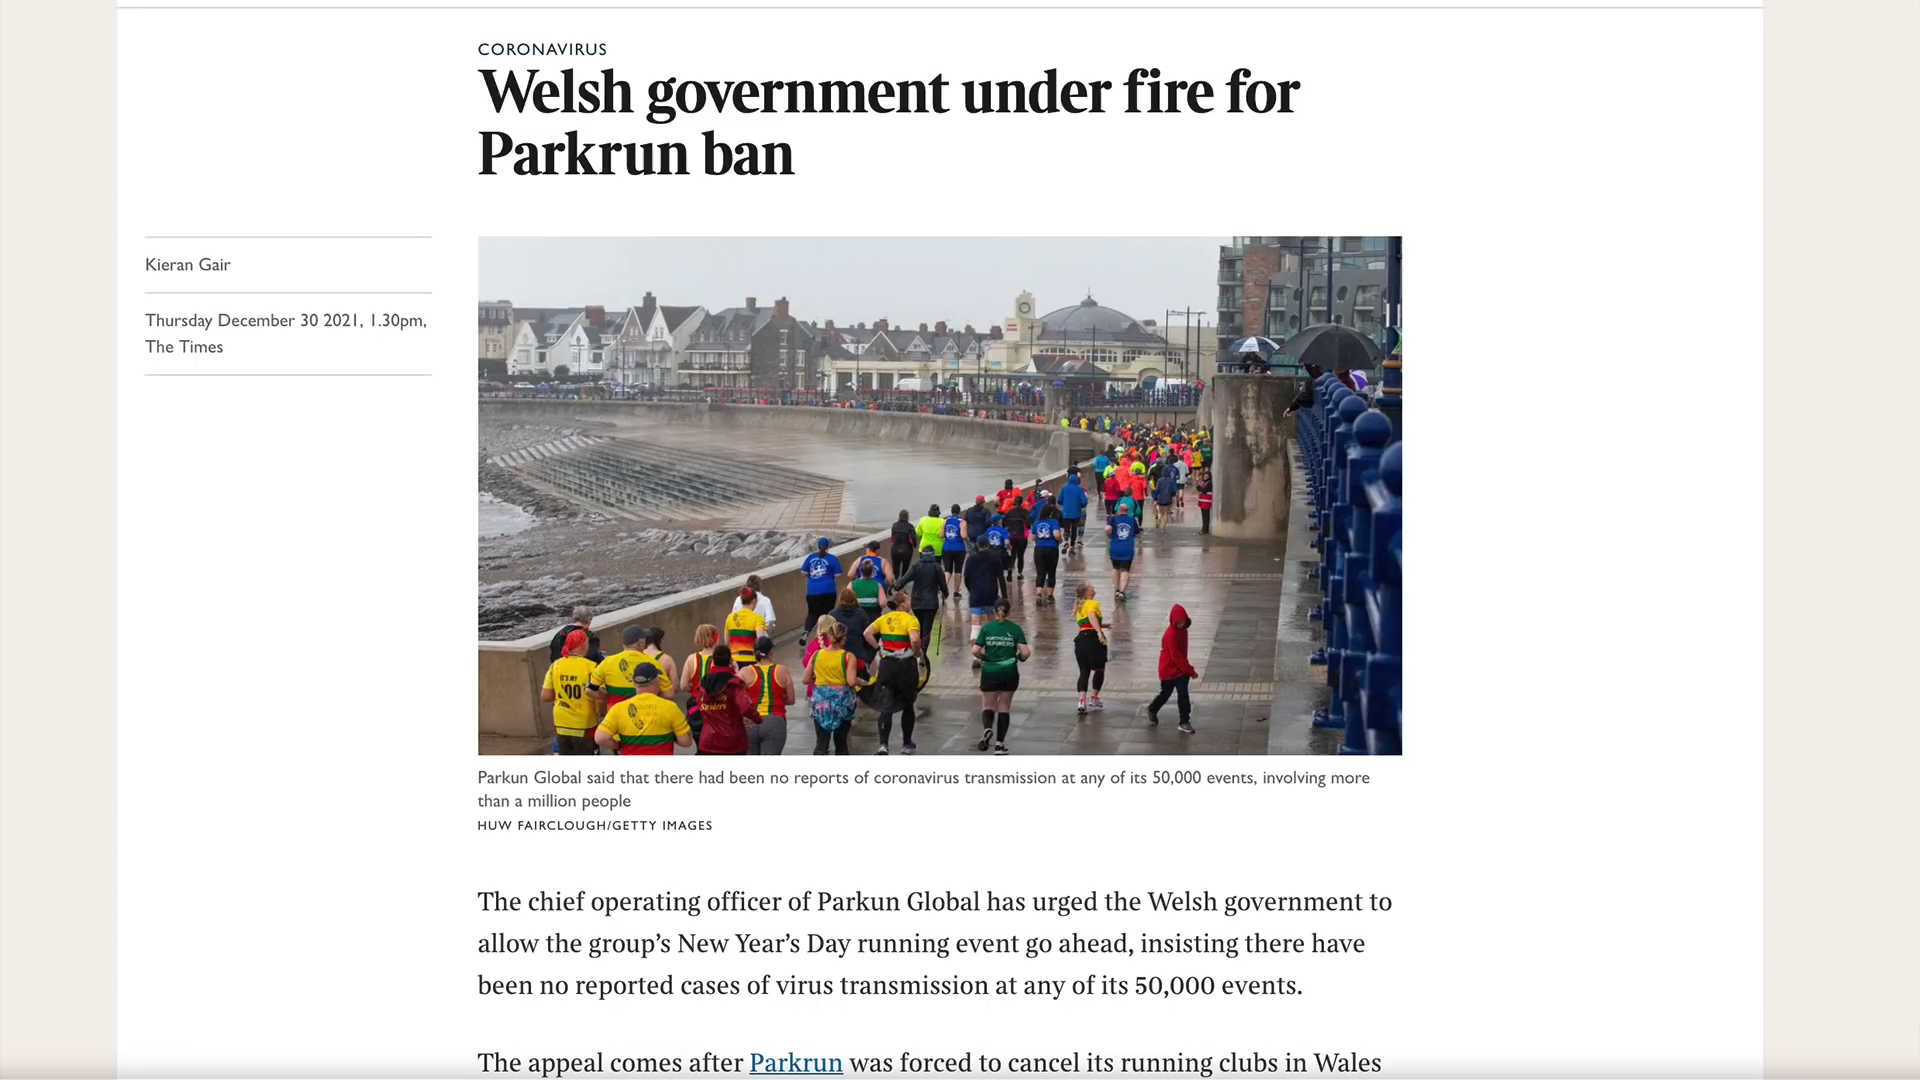 CORONAVIRUS
Welsh government under fire for
Parkrun ban
Kieran Gair
Thursday December 30 2021, 1.30pm,
The Times
IT'S MY
Parkun Global said that there had been no reports of coronavirus transmission at any of its 50,000 events, involving more
than a million people
HUW FAIRCLOUGH/GETTY IMAGES
The chief operating officer of Parkun Global has urged the Welsh government to
allow the group’s New Year’s Day running event go ahead, insisting there have
been no reported cases of virus transmission at any of its 50,000 events.
The appeal comes after Parkrun was forced to cancel its running clubs in Wales